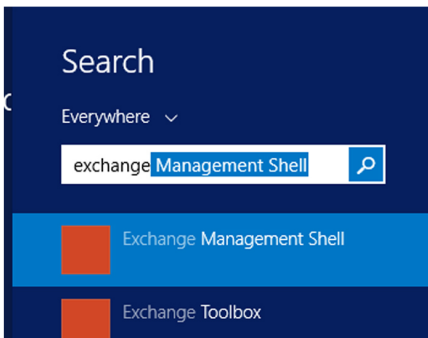 Search
Everywhere
exchange Management Shell
Exchange Management Shell
Exchange Toolbox